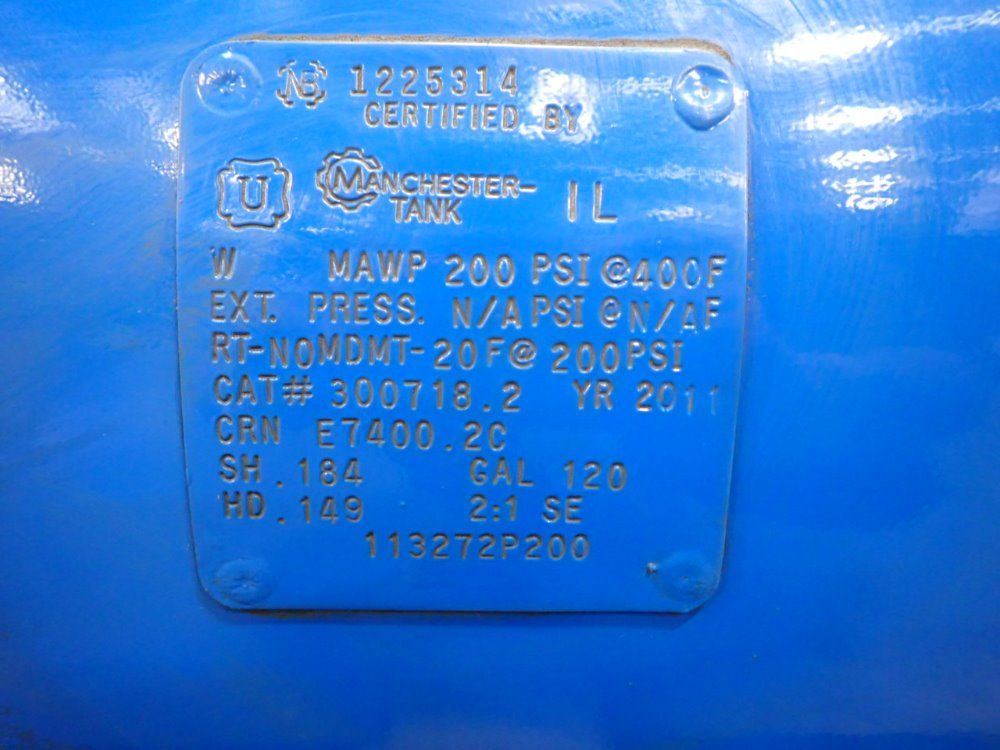 NB 1225314
CERTIFIED BY
U MANCHESTER-TANK IL
W MAWP 200 PSI @ 400F
EXT. PRESS. N/A PSI @ N/A F
RT-NO MDMT-20F@ 200PSI
CAT# 300718.2 YR 2011
CRN E7400.2C
SH .184 GAL 120
HD .149 2:1 SE
113272P200